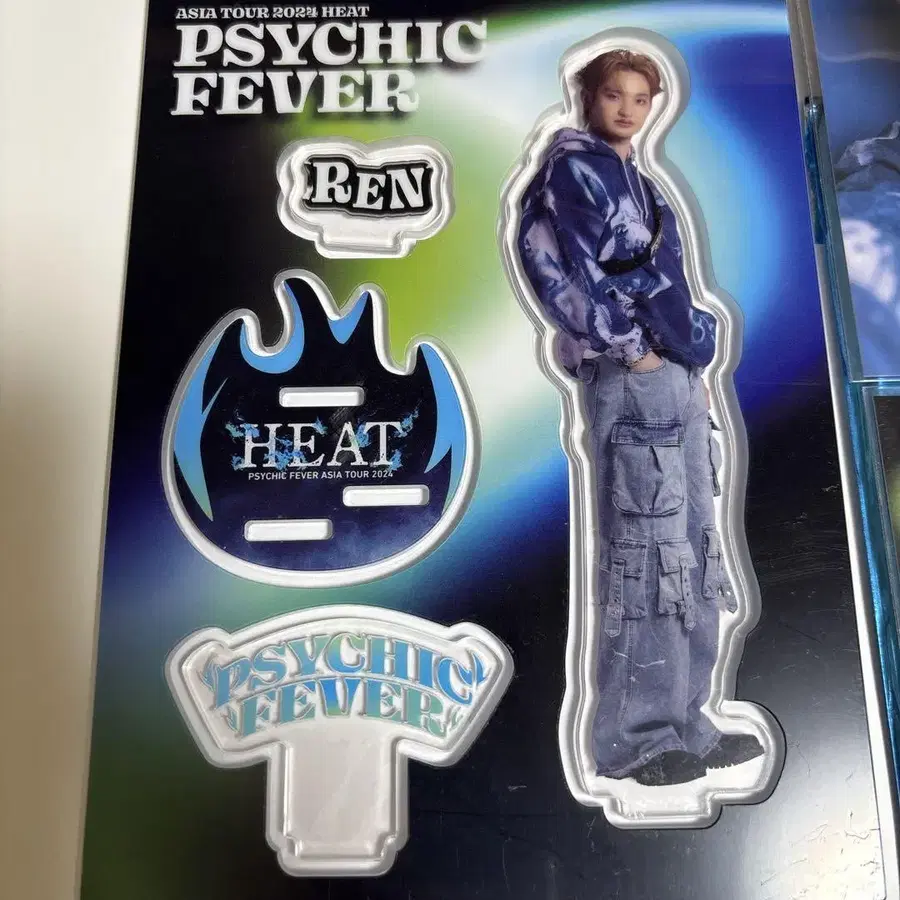 ASIA TOUR 2024 HEAT
PSYCHIC
FEVER
REN
HEAT
PSYCHIC FEVER ASIA TOUR 2024
PSYCHIC
FEVER